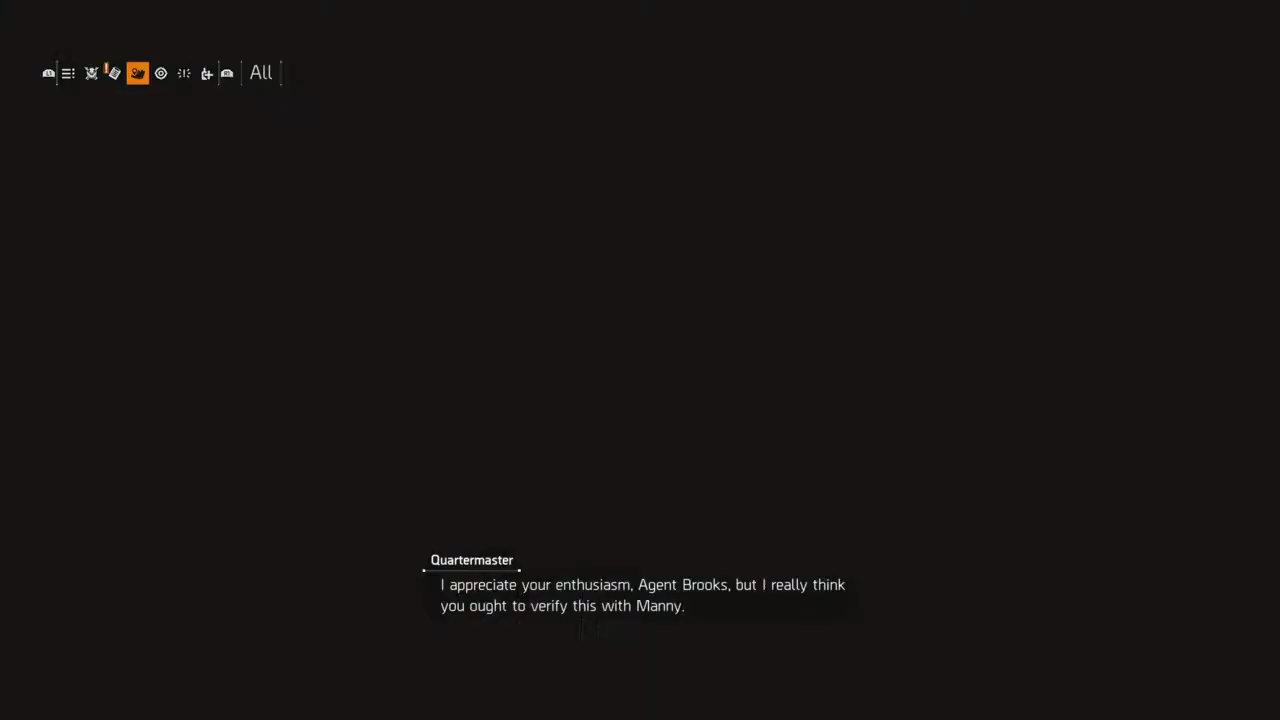 All
Quartermaster
I appreciate your enthusiasm, Agent Brooks, but I really think
you ought to verify this with Manny.